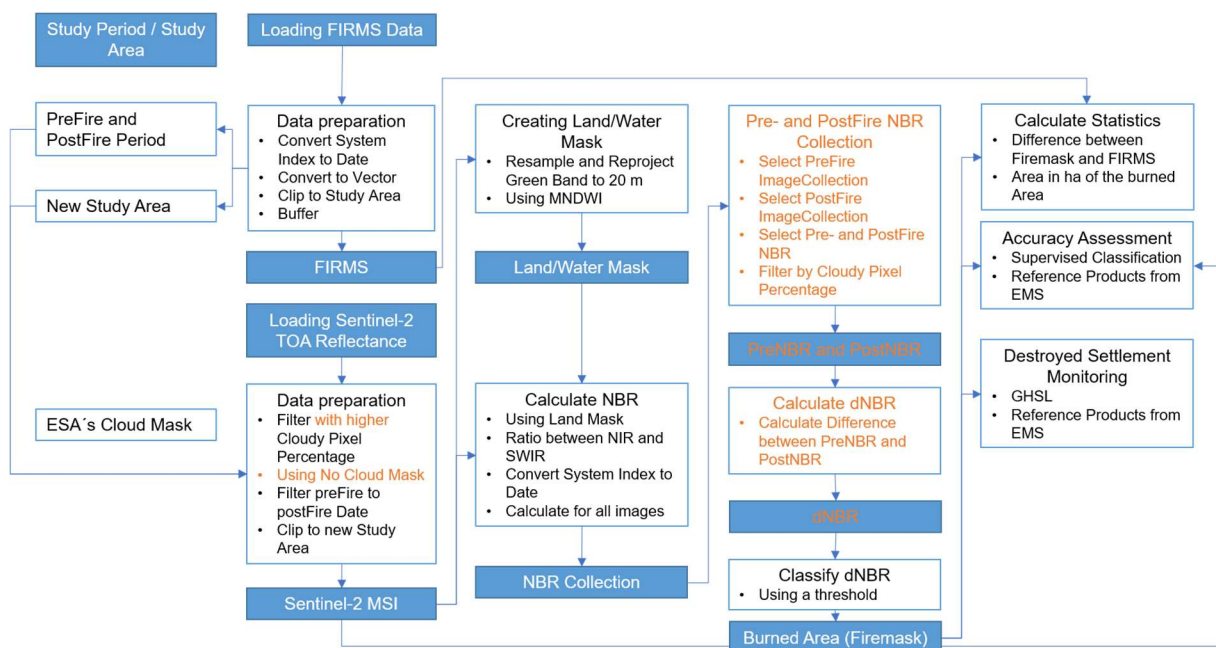 Study Period / Study
Area
PreFire and
PostFire Period
New Study Area
ESA´s Cloud Mask
Loading FIRMS Data
Data preparation
• Convert System
Index to Date
• Convert to Vector
• Clip to Study Area
• Buffer
FIRMS
Loading Sentinel-2
TOA Reflectance
Data preparation
• Filter with higher
Cloudy Pixel
Percentage
• Using No Cloud Mask
• Filter preFire to
postFire Date
• Clip to new Study
Area
Sentinel-2 MSI
Creating Land/Water
Mask
• Resample and Reproject
Green Band to 20 m
• Using MNDWI
Land/Water Mask
Calculate NBR
• Using Land Mask
• Ratio between NIR and
SWIR
• Convert System Index to
Date
• Calculate for all images
NBR Collection
Pre- and PostFire NBR
Collection
• Select PreFire
ImageCollection
• Select PostFire
ImageCollection
• Select Pre- and PostFire
NBR
• Filter by Cloudy Pixel
Percentage
PreNBR and PostNBR
Calculate dNBR
• Calculate Difference
between PreNBR and
PostNBR
dNBR
Classify dNBR
• Using a threshold
Burned Area (Firemask)
Calculate Statistics
• Difference between
Firemask and FIRMS
• Area in ha of the burned
Area
Accuracy Assessment
• Supervised Classification
• Reference Products from
EMS
Destroyed Settlement
Monitoring
• GHSL
• Reference Products from
EMS